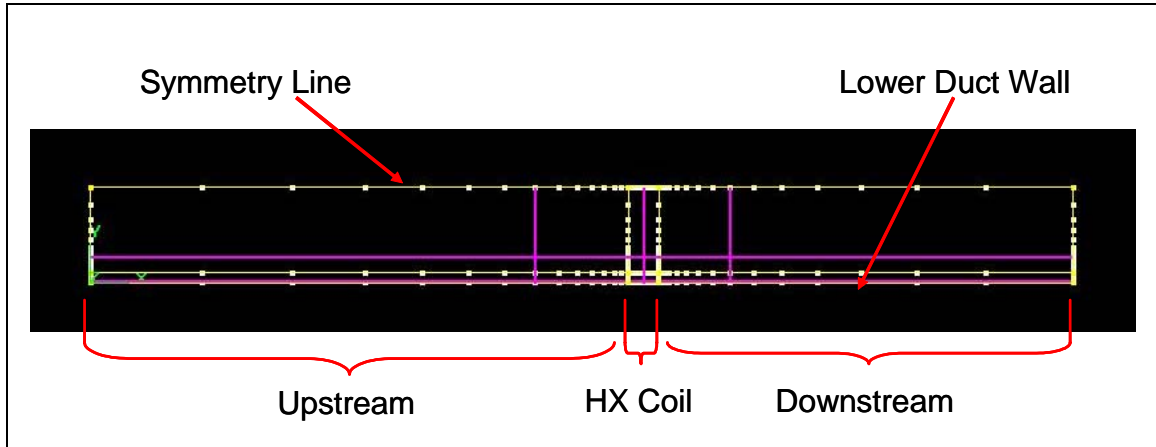 Symmetry Line
Lower Duct Wall
Y
X
Upstream
HX Coil
Downstream